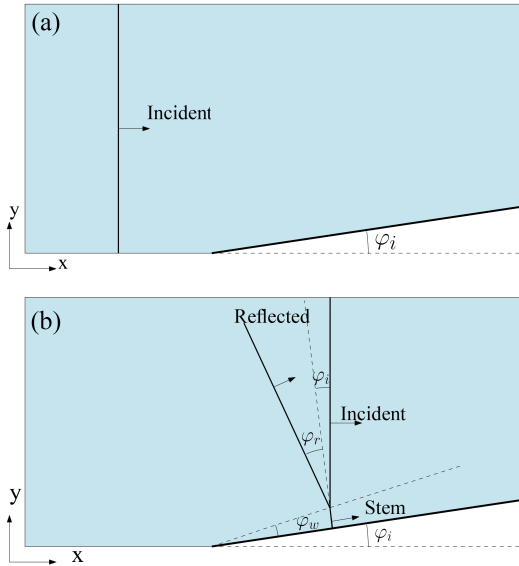 (a)
Incident
y
φi
x
(b)
Reflected
φi
Incident
φr
y
Stem
φw
φi
x